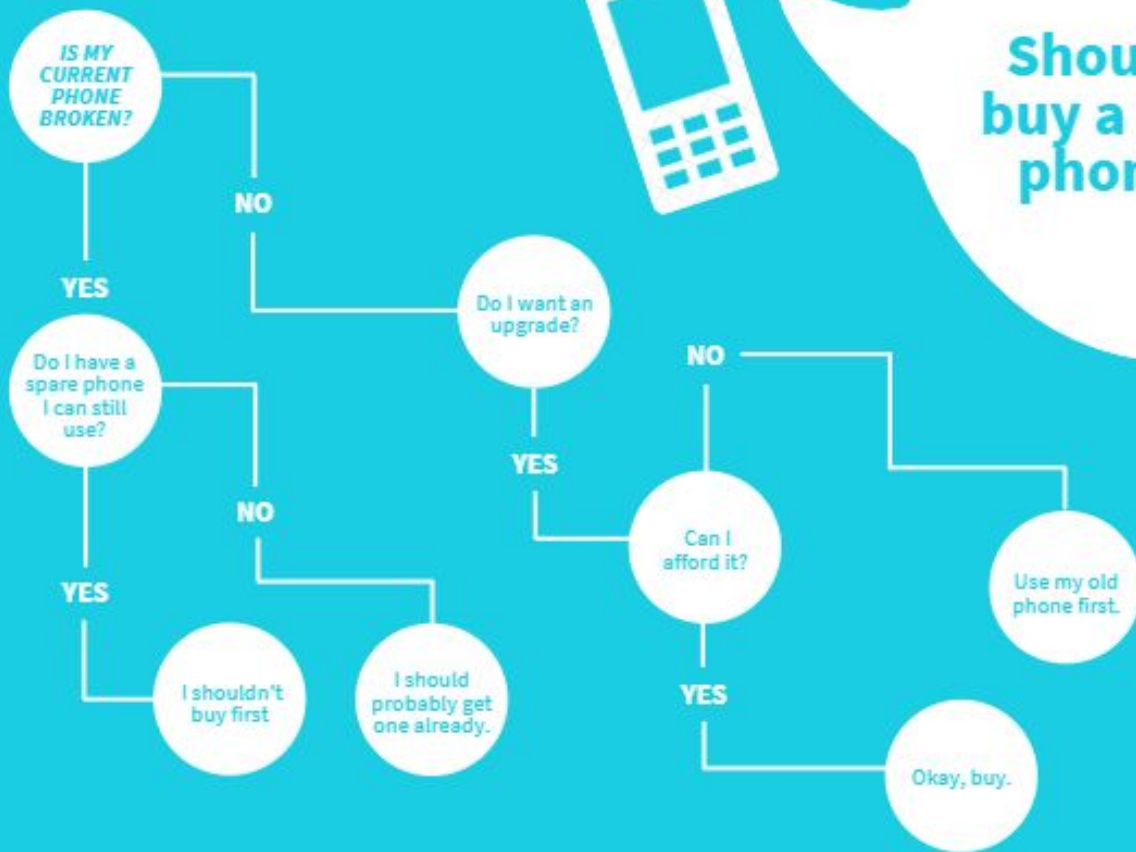 Shou
buy a
phon
IS MY
CURRENT
PHONE
BROKEN?
NO
YES
Do I want an
upgrade?
Do I have a
spare phone
I can still
use?
NO
YES
NO
YES
Can I
afford it?
Use my old
phone first.
YES
I shouldn't
buy first
I should
probably get
one already.
YES
Okay, buy.